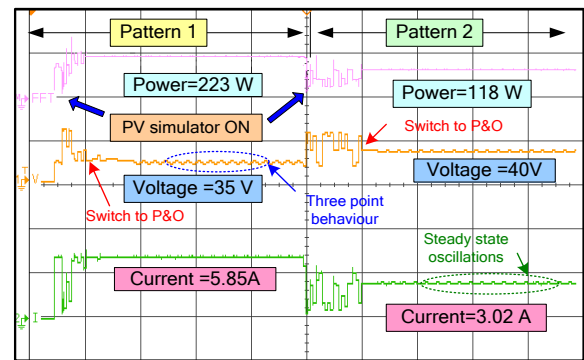 Pattern 1
Pattern 2
Power=223 W
Power=118 W
FFT
PV simulator ON
Switch to P&O
V
Voltage =35 V
Voltage =40V
Switch to P&O
Three point
behaviour
Steady state
oscillations
Current=5.85A
Current=3.02 A
2 I